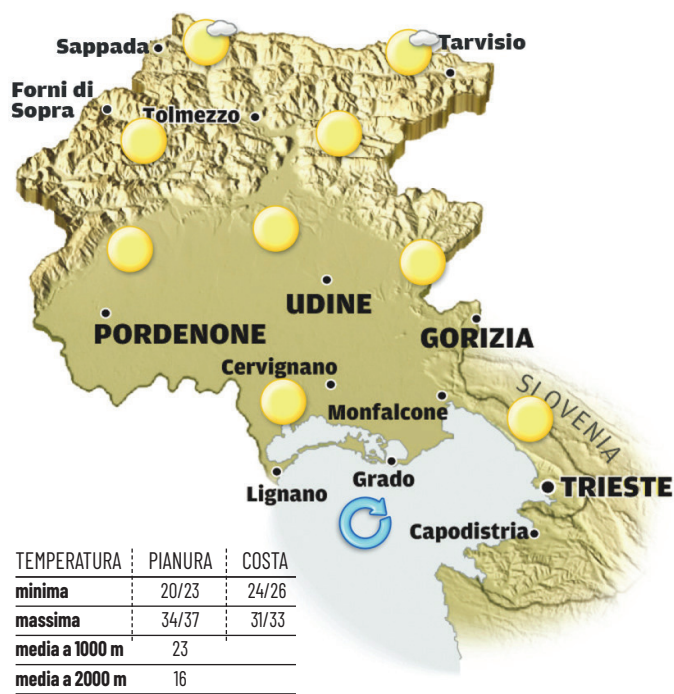 Sappada
Tarvisio
Forni di
Sopra
Tolmezzo
UDINE
PORDENONE
GORIZIA
Cervignano
SLOVENIA
Monfalcone
Grado
Lignano
TRIESTE
Capodistria
TEMPERATURA PIANURA COSTA
minima 20/23 24/26
massima 34/37 31/33
media a 1000 m 23
media a 2000 m 16